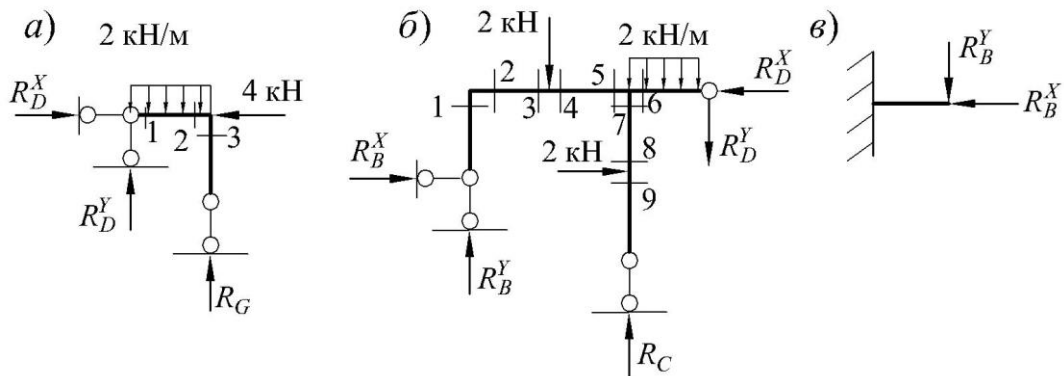 а) 2 кН/м
R_D^X
4 кН
1 2 3
R_D^Y
R_G
б) 2 кН 2 кН/м
R_D^X
1 2 3 4 5 6 7
R_D^Y
R_B^X
2 кН 8
9
R_B^Y
R_C
в) R_B^Y
R_B^X